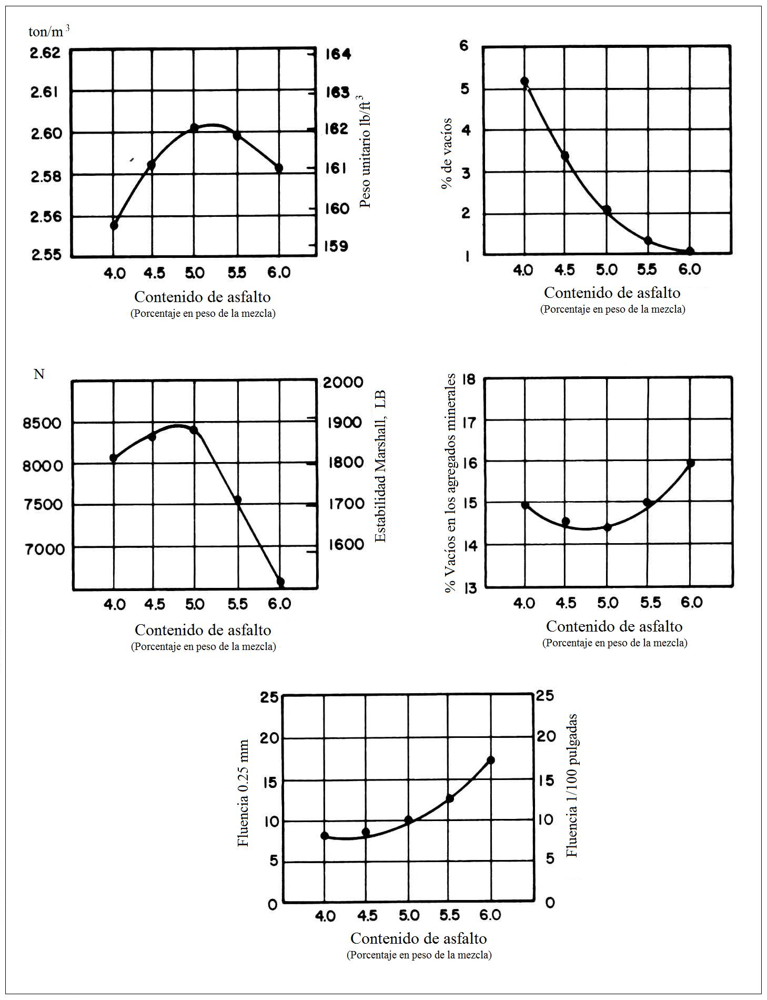 ton/m³
2.62
2.61
2.60
2.58
2.56
2.55
164
163
162
161
160
159
Peso unitario lb/ft³
4.0 4.5 5.0 5.5 6.0
Contenido de asfalto
(Porcentaje en peso de la mezcla)
% de vacíos
6
5
4
3
2
1
4.0 4.5 5.0 5.5 6.0
Contenido de asfalto
(Porcentaje en peso de la mezcla)
N
8500
8000
7500
7000
2000
1900
1800
1700
1600
Estabilidad Marshall, LB
4.0 4.5 5.0 5.5 6.0
Contenido de asfalto
(Porcentaje en peso de la mezcla)
% Vacíos en los agregados minerales
18
17
16
15
14
13
4.0 4.5 5.0 5.5 6.0
Contenido de asfalto
(Porcentaje en peso de la mezcla)
Fluencia 0.25 mm
25
20
15
10
5
0
25
20
15
10
5
0
Fluencia 1/100 pulgadas
4.0 4.5 5.0 5.5 6.0
Contenido de asfalto
(Porcentaje en peso de la mezcla)